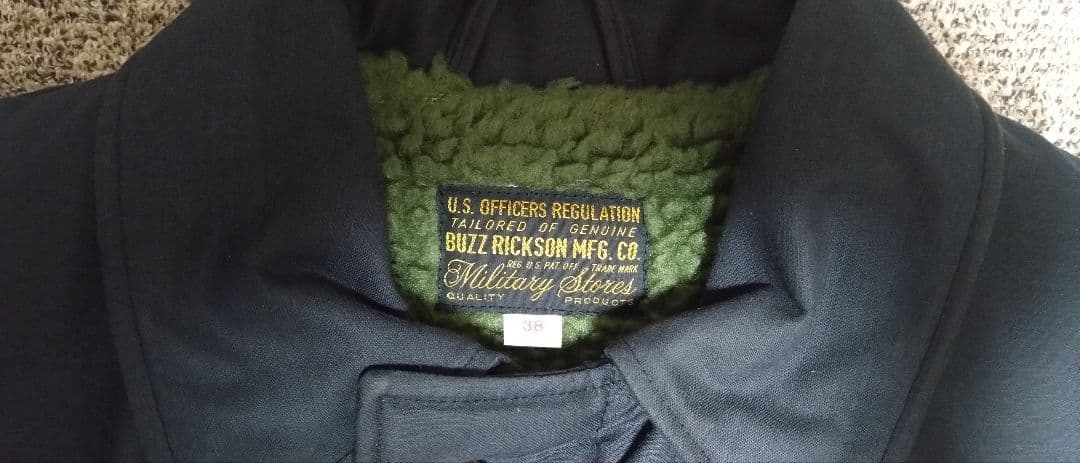 U.S. OFFICERS REGULATION
TAILORED OF GENUINE
BUZZ RICKSON MFG. CO.
REG. U.S. PAT. OFF. TRADE MARK
Military Stores
QUALITY PRODUCTS
38